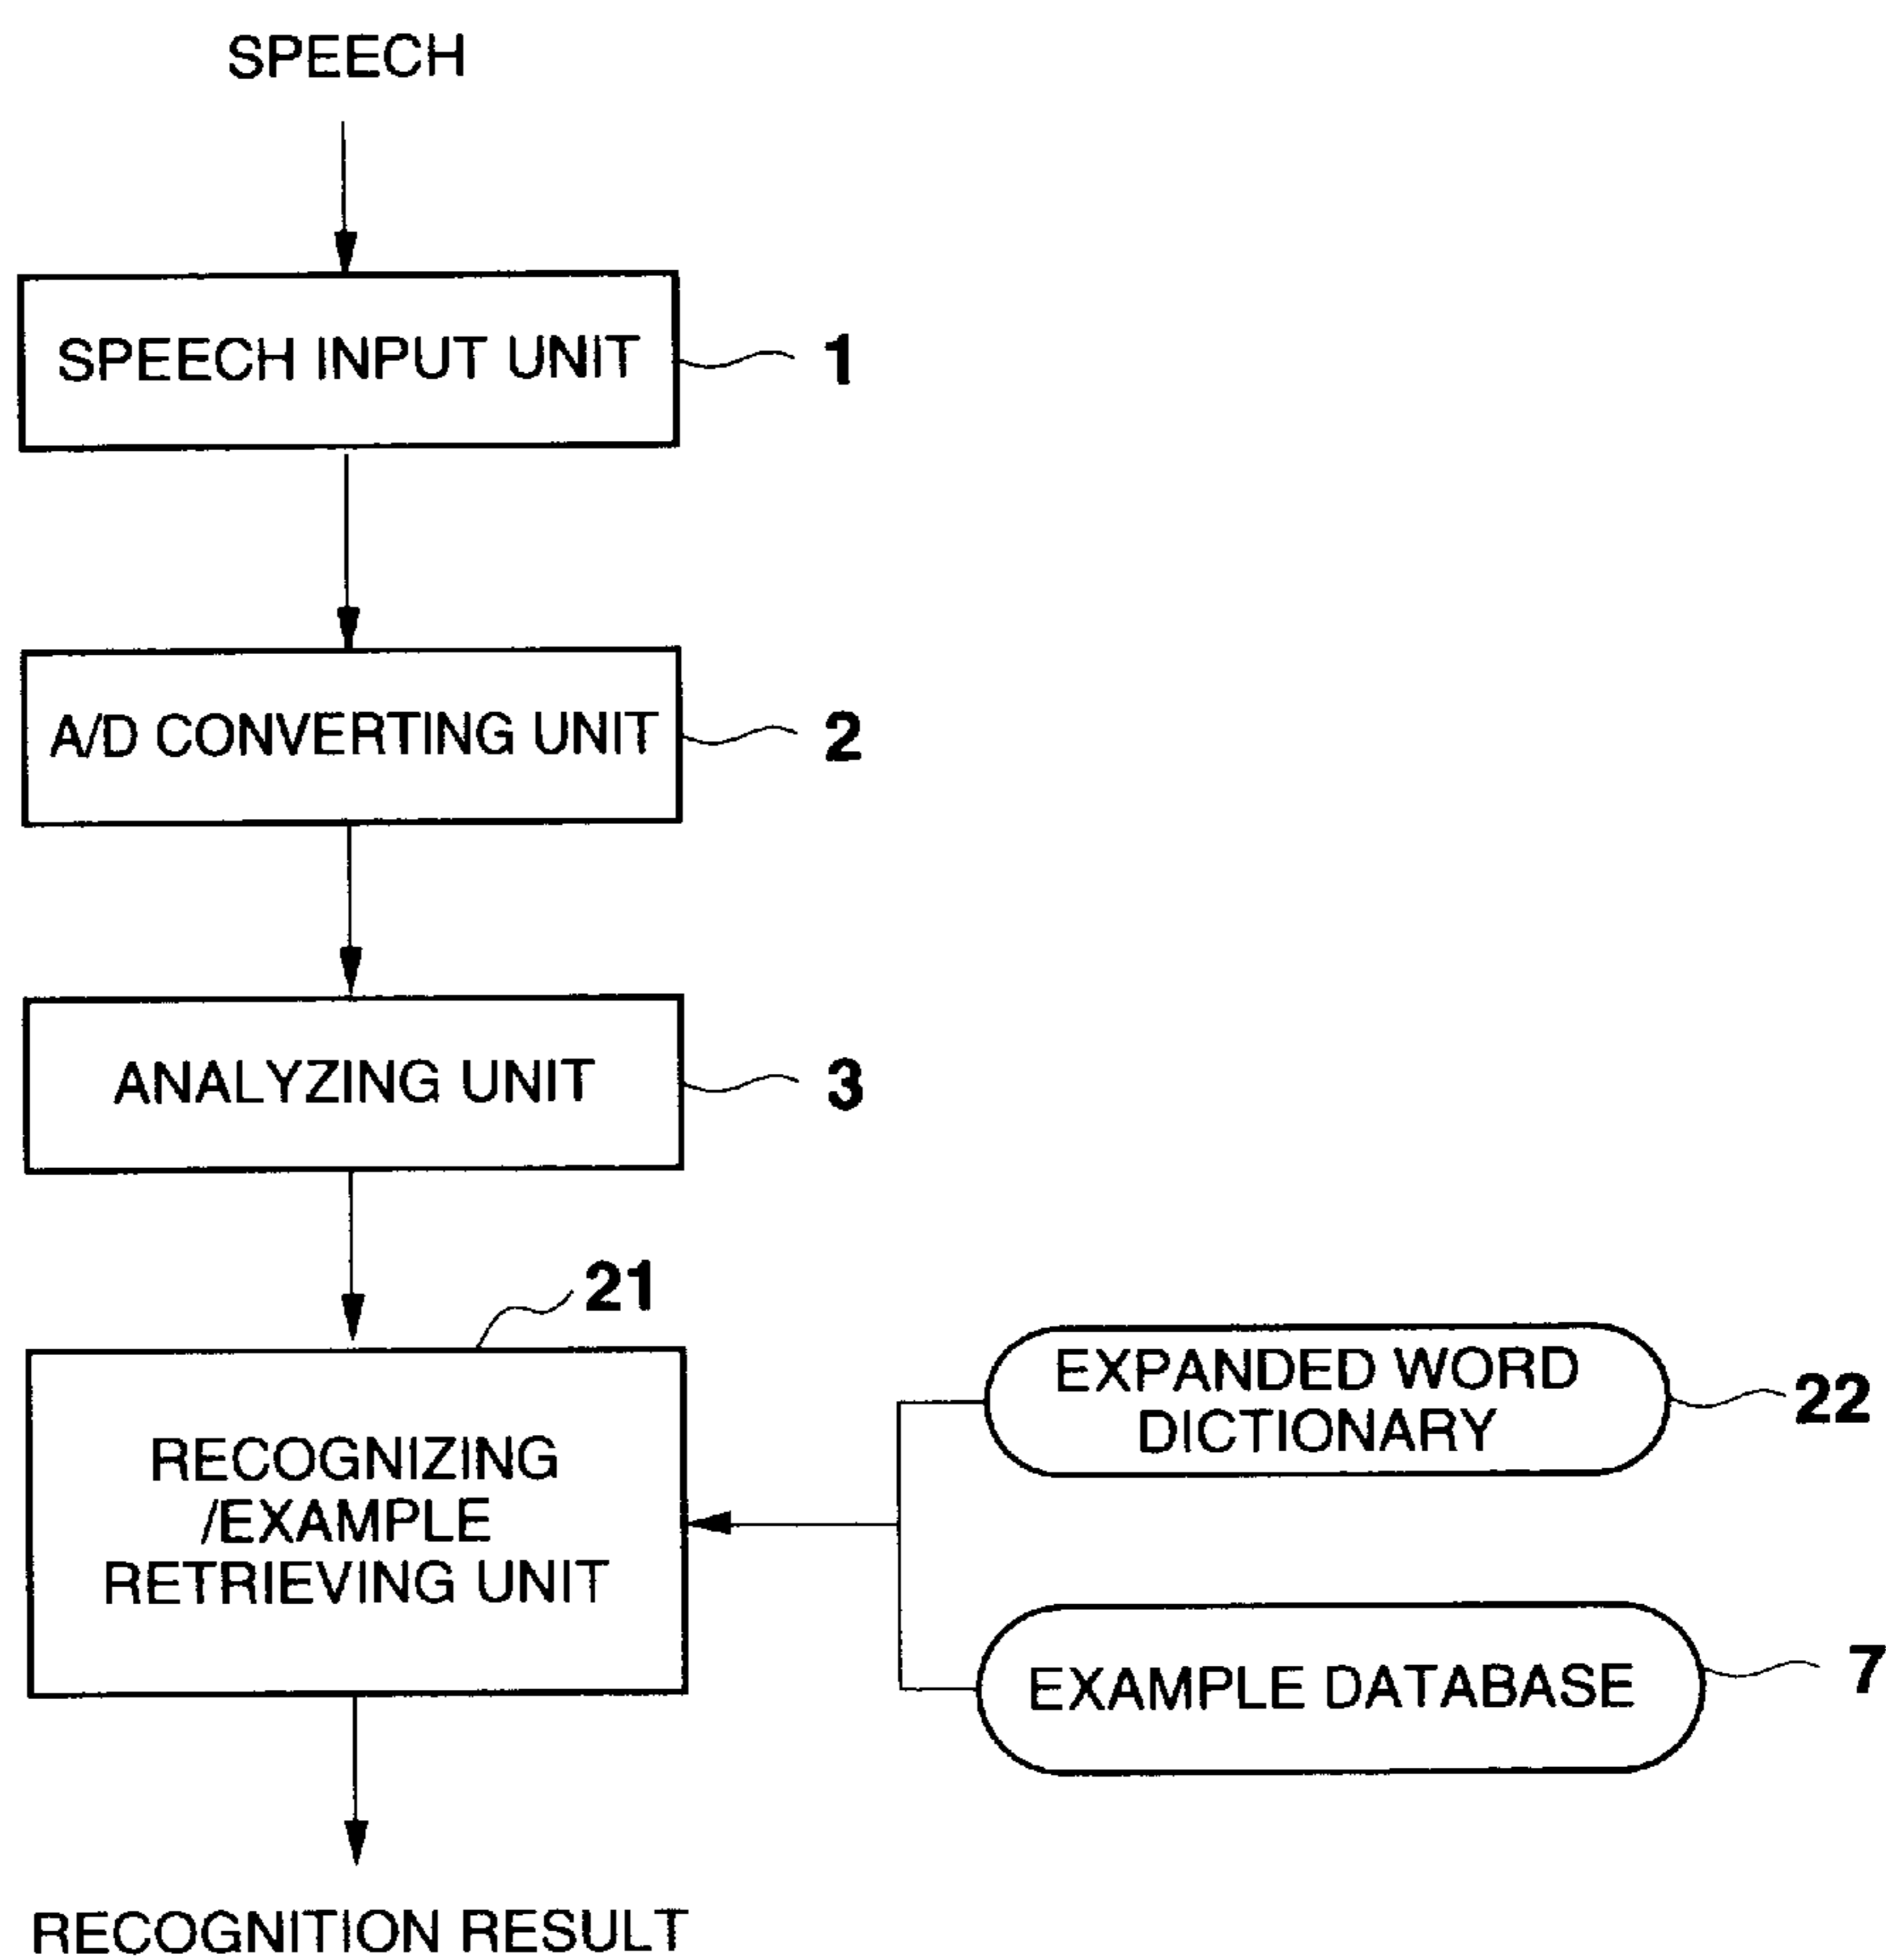 SPEECH
SPEECH INPUT UNIT
1
A/D CONVERTING UNIT
2
ANALYZING UNIT
3
21
RECOGNIZING
/EXAMPLE
RETRIEVING UNIT
EXPANDED WORD
DICTIONARY
22
EXAMPLE DATABASE
7
RECOGNITION RESULT